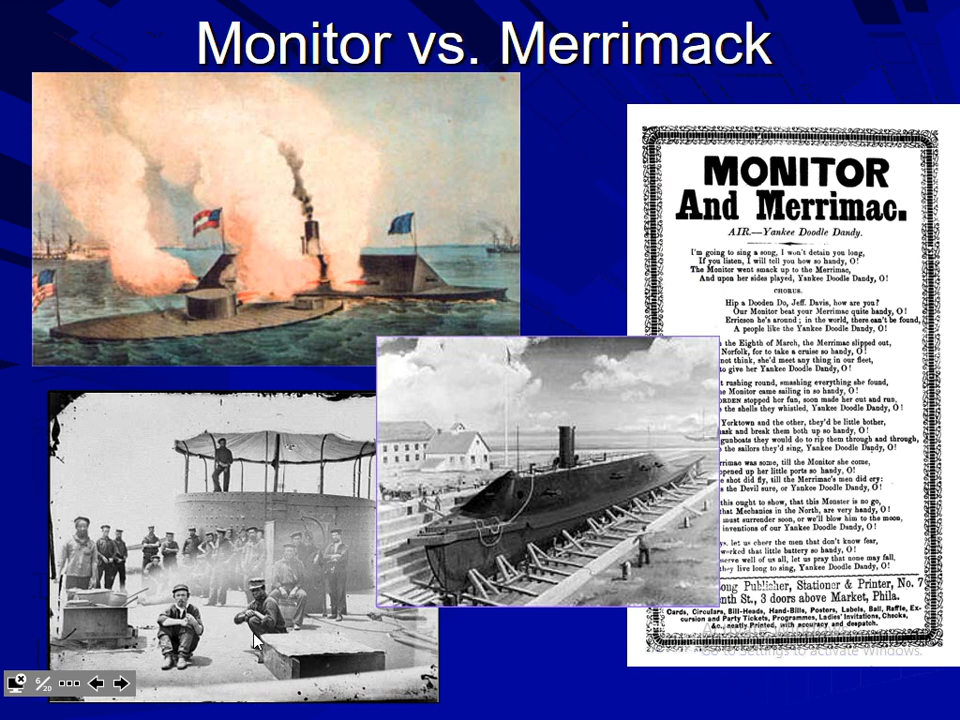 Monitor vs. Merrimack
MONITOR
And Merrimac.
AIR.—Yankee Doodle Dandy.
I'm going to sing a song, I won't detain you long,
If you listen, I will tell you how so handy, O!
The Monitor went smack up to the Merrimac,
And upon her sides played, Yankee Doodle Dandy, O!
CHORUS.
Hip a Dooden Do, Jeff. Davis, how are you?
Our Monitor beat your Merrimac quite handy, O!
Ericson he's around; in the world, there can't be found,
A people like the Yankee Doodle Dandy, O!
the Eighth of March, the Merrimac slipped out,
Norfolk, for to take a cruise so handy, O!
not think, she'd meet any thing in our fleet,
to give her Yankee Doodle Dandy, O!
rushing round, smashing everything she found,
Monitor came sailing in so handy, O!
stopped her fun, soon made her cut and run,
the shells they whistled, Yankee Doodle Dandy, O!
Yorktown and the other, they'd be little bother,
and break them both up so handy, O!
gunboats they would do to rip them through and through,
the sailors they'd sing, Yankee Doodle Dandy, O!
was some, till the Monitor she come,
up her little ports so handy, O!
shot did fly, till the Merrimac's men did cry:
the Devil sure, or Yankee Doodle Dandy, O!
this ought to show, that this Monster is no go,
that Mechanics in the North, are very handy, O!
must surrender soon, or we'll blow him to the moon,
inventions of our Yankee Doodle Dandy, O!
let us cheer the men that don't know fear,
worked that little battery so handy, O!
well of us all, let us pray that none may fall,
they live long to sing, Yankee Doodle Dandy, O!
Song Publisher, Stationer & Printer, No. 7
St., 3 doors above Market, Phila.
Cards, Circulars, Bill-Heads, Hand-Bills, Posters, Labels, Ball, Raffle, Ex-
cursion and Party Tickets, Programmes, Ladies' Invitations, Checks,
&c., neatly Printed, with accuracy and despatch.
Go to Settings to activate Windows.
6/20